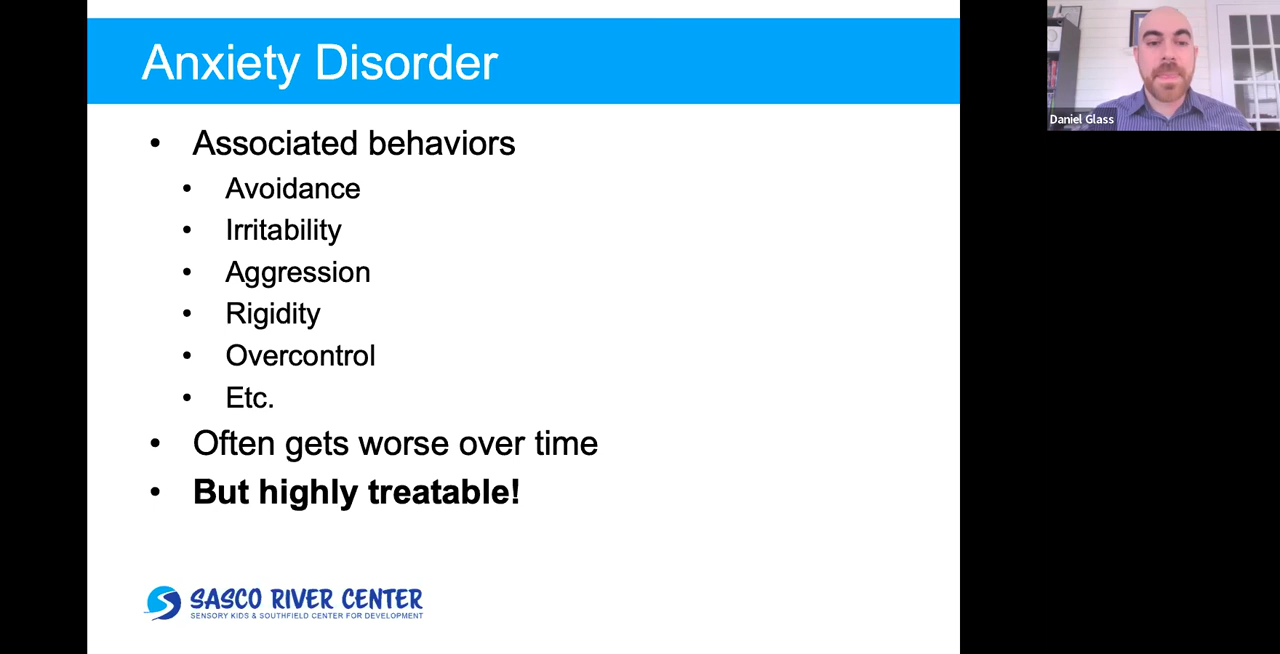 Anxiety Disorder
• Associated behaviors
• Avoidance
• Irritability
• Aggression
• Rigidity
• Overcontrol
• Etc.
• Often gets worse over time
• But highly treatable!
SASCO RIVER CENTER
SENSORY KIDS & SOUTHFIELD CENTER FOR DEVELOPMENT
Daniel Glass